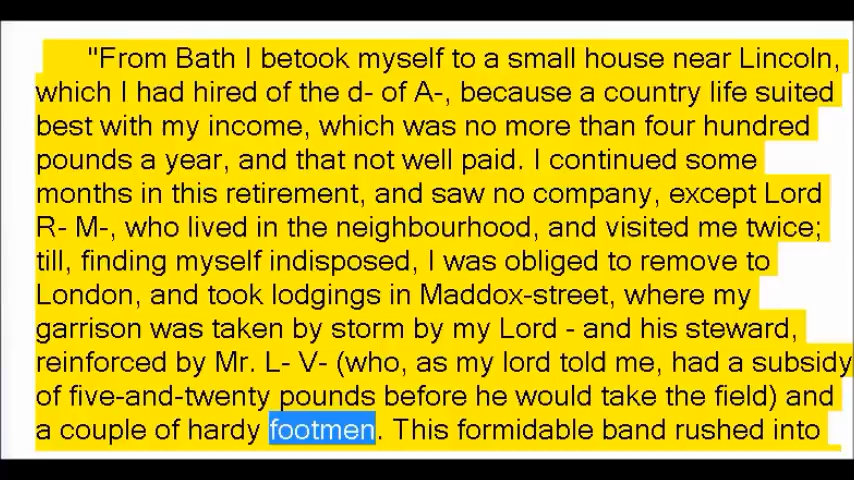 "From Bath I betook myself to a small house near Lincoln,
which I had hired of the d- of A-, because a country life suited
best with my income, which was no more than four hundred
pounds a year, and that not well paid. I continued some
months in this retirement, and saw no company, except Lord
R- M-, who lived in the neighbourhood, and visited me twice;
till, finding myself indisposed, I was obliged to remove to
London, and took lodgings in Maddox-street, where my
garrison was taken by storm by my Lord - and his steward,
reinforced by Mr. L- V- (who, as my lord told me, had a subsidy
of five-and-twenty pounds before he would take the field) and
a couple of hardy footmen. This formidable band rushed into